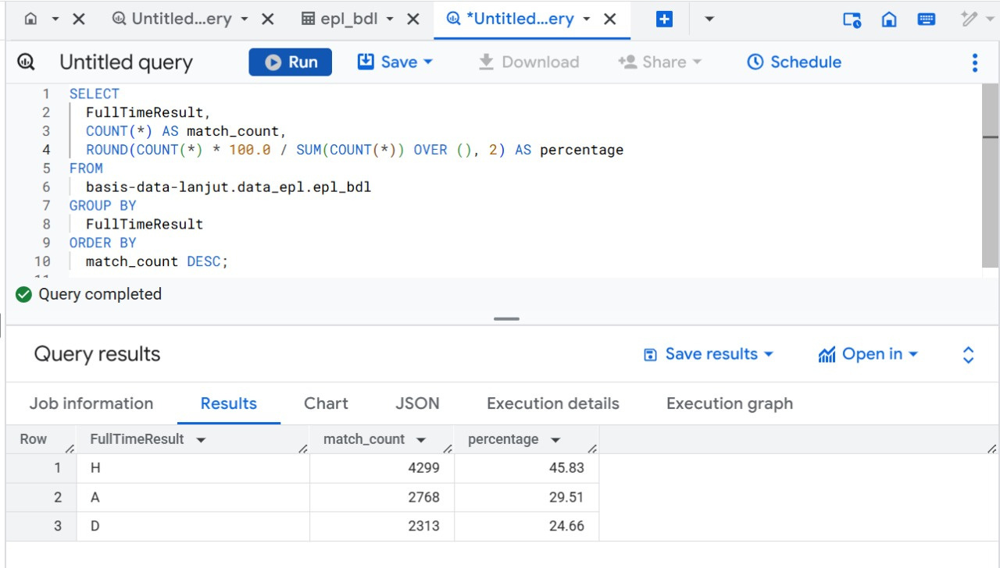 Untitled...ery
epl_bdl
*Untitled...ery
Untitled query
Run
Save
Download
Share
Schedule
1 SELECT
2 FullTimeResult,
3 COUNT(*) AS match_count,
4 ROUND(COUNT(*) * 100.0 / SUM(COUNT(*)) OVER (), 2) AS percentage
5 FROM
6 basis-data-lanjut.data_epl.epl_bdl
7 GROUP BY
8 FullTimeResult
9 ORDER BY
10 match_count DESC;
Query completed
Query results
Save results
Open in
Job information
Results
Chart
JSON
Execution details
Execution graph
Row FullTimeResult match_count percentage
1 H 4299 45.83
2 A 2768 29.51
3 D 2313 24.66